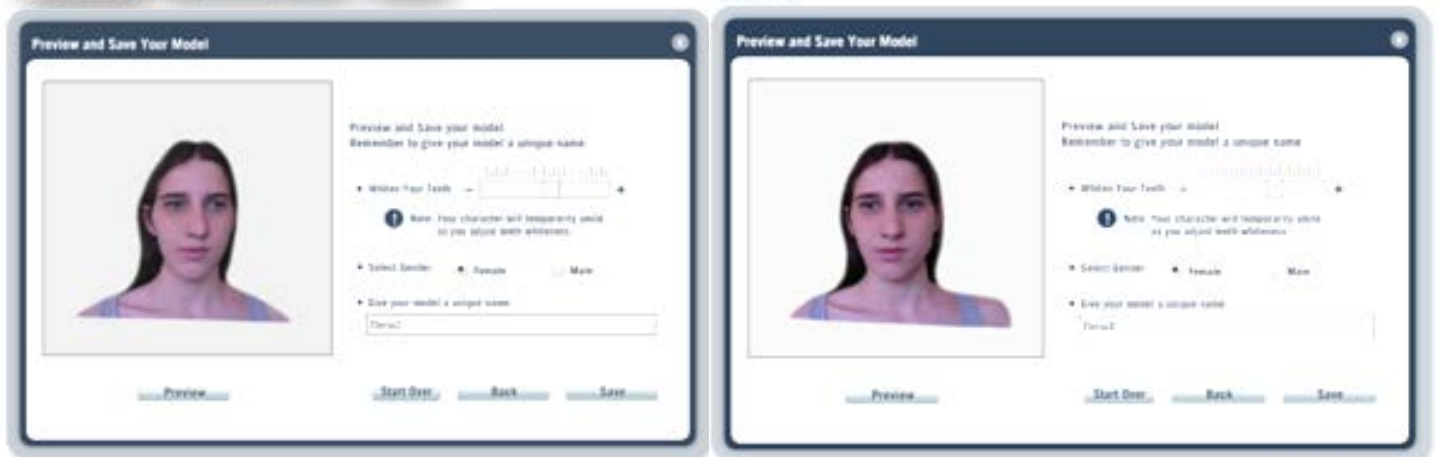 Preview and Save Your Model
Preview and Save your model
Remember to give your model a unique name
Whiten Your Teeth - +
Note: Your character will temporarily smile
as you adjust teeth whiteness
Select Gender Female Male
Give your model a unique name
Preview
Start Over Back Save
Preview and Save Your Model
Preview and Save your model
Remember to give your model a unique name
Whiten Your Teeth - +
Note: Your character will temporarily smile
as you adjust teeth whiteness
Select Gender Female Male
Give your model a unique name
Preview
Start Over Back Save